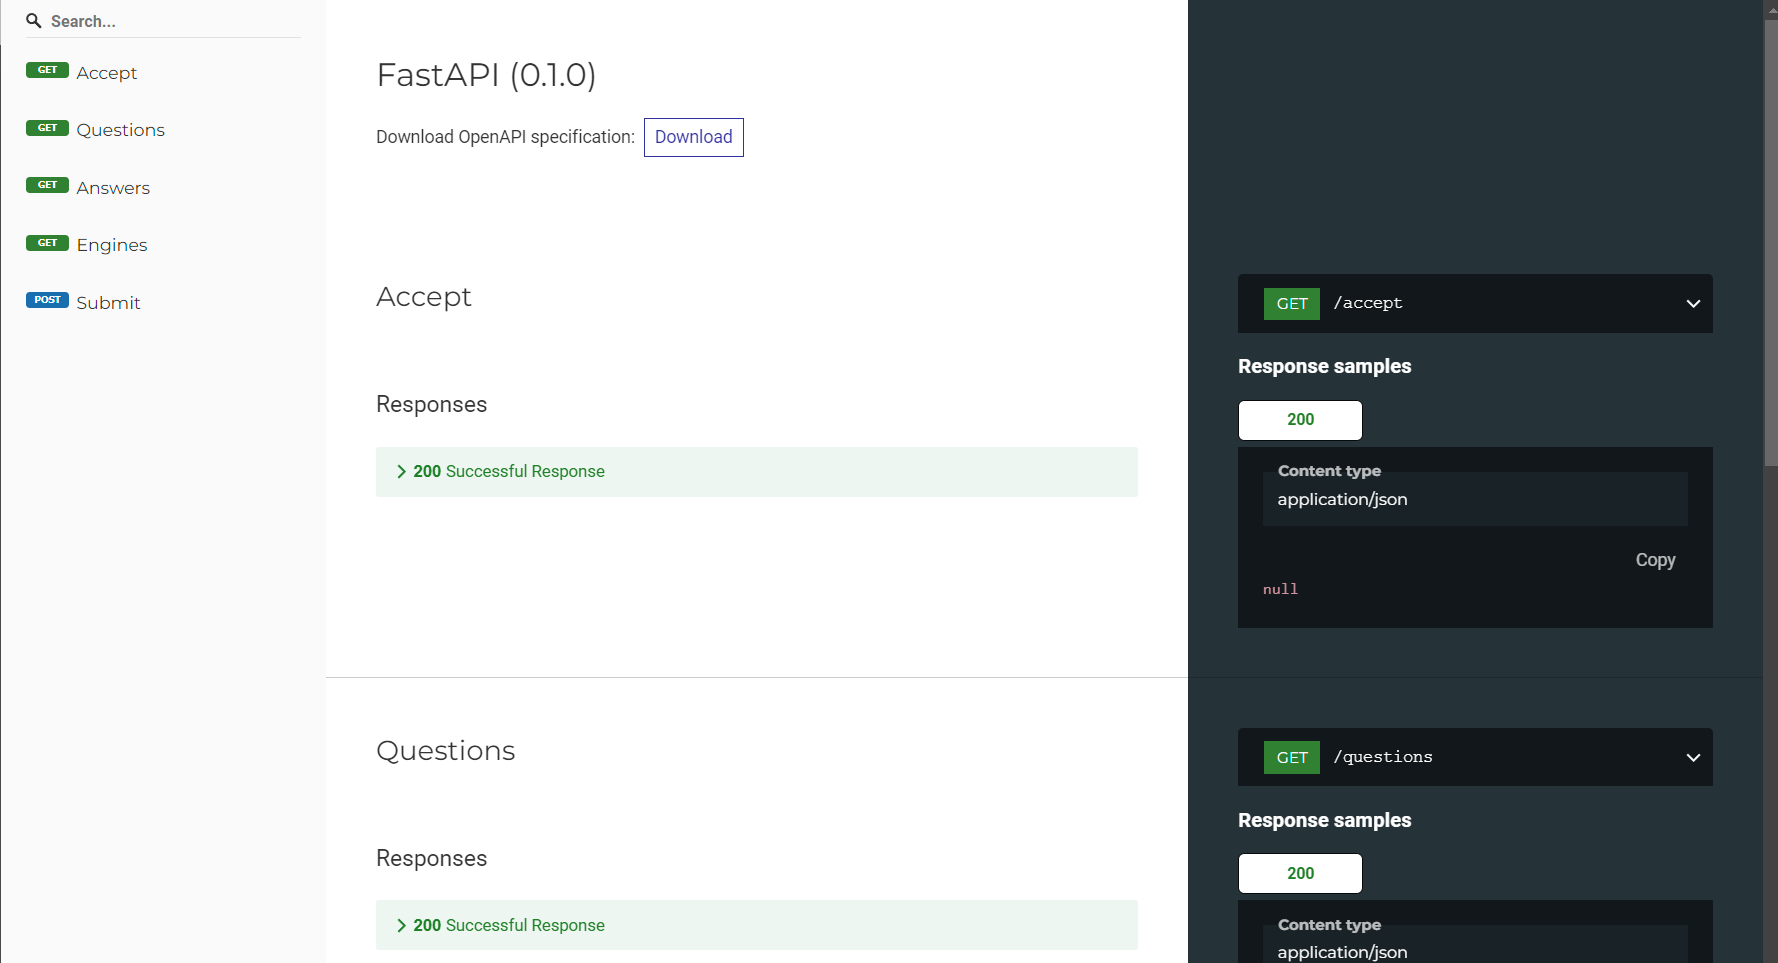 Search...
GET Accept
GET Questions
GET Answers
GET Engines
POST Submit
FastAPI (0.1.0)
Download OpenAPI specification: Download
Accept
Responses
200 Successful Response
GET /accept
Response samples
200
Content type
application/json
Copy
null
Questions
Responses
200 Successful Response
GET /questions
Response samples
200
Content type
application/json